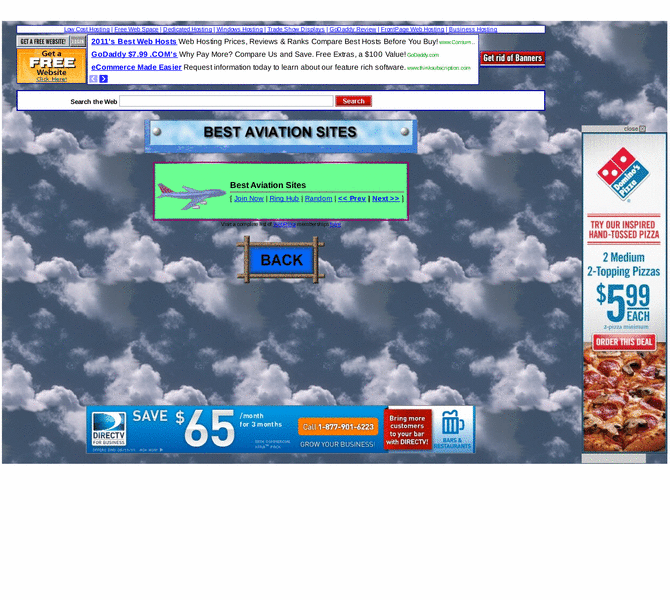 Low Cost Hosting | Free Web Space | Dedicated Hosting | Windows Hosting | Trade Show Displays | GoDaddy Review | FrontPage Web Hosting | Business Hosting
GET A FREE WEBSITE! LOGIN
Get a
FREE
Website
Click Here!
2011's Best Web Hosts Web Hosting Prices, Reviews & Ranks Compare Best Hosts Before You Buy!
GoDaddy $7.99 .COM's Why Pay More? Compare Us and Save. Free Extras, a $100 Value! GoDaddy.com
eCommerce Made Easier Request information today to learn about our feature rich software. www.thinksubscription.com
Get rid of Banners
Search the Web Search
close X
BEST AVIATION SITES
Best Aviation Sites
[ Join Now | Ring Hub | Random | << Prev | Next >> ]
Visit a complete list of memberships here
BACK
Domino's
Pizza
TRY OUR INSPIRED
HAND-TOSSED PIZZA
2 Medium
2-Topping Pizzas
$5.99
EACH
2-pizza minimum
ORDER THIS DEAL
DIRECTV
FOR BUSINESS
SAVE $65 /month
for 3 months
Call 1-877-901-6223
GROW YOUR BUSINESS!
Bring more
customers
to your bar
with DIRECTV!
BARS &
RESTAURANTS